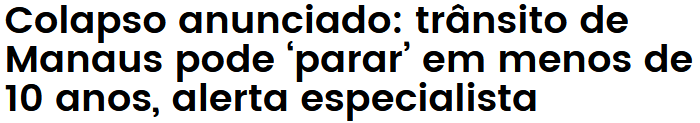 Colapso anunciado: trânsito de
Manaus pode ‘parar’ em menos de
10 anos, alerta especialista